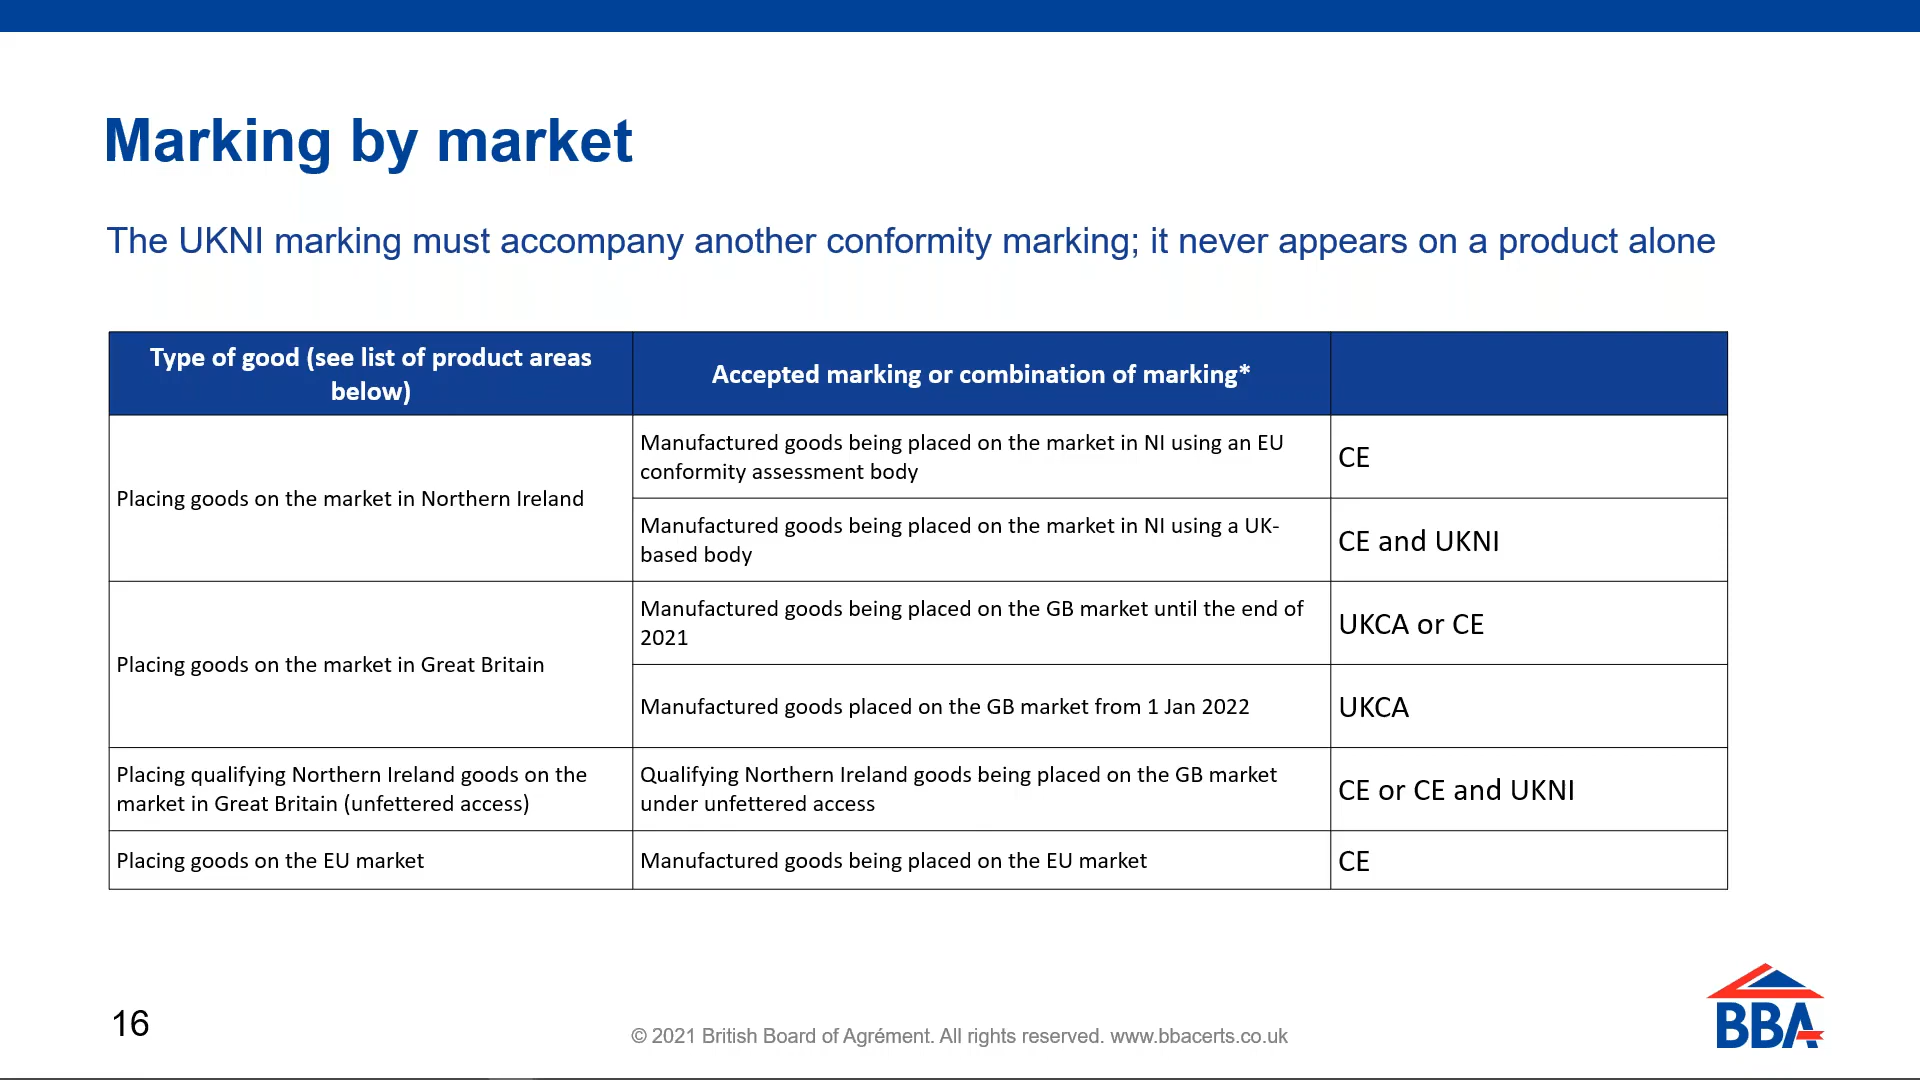 Marking by market
The UKNI marking must accompany another conformity marking; it never appears on a product alone
Type of good (see list of product areas
below)
Accepted marking or combination of marking*
Placing goods on the market in Northern Ireland
Manufactured goods being placed on the market in NI using an EU
conformity assessment body
CE
Manufactured goods being placed on the market in NI using a UK-
based body
CE and UKNI
Placing goods on the market in Great Britain
Manufactured goods being placed on the GB market until the end of
2021
UKCA or CE
Manufactured goods placed on the GB market from 1 Jan 2022
UKCA
Placing qualifying Northern Ireland goods on the
market in Great Britain (unfettered access)
Qualifying Northern Ireland goods being placed on the GB market
under unfettered access
CE or CE and UKNI
Placing goods on the EU market
Manufactured goods being placed on the EU market
CE
16
© 2021 British Board of Agrément. All rights reserved. www.bbacerts.co.uk
BBA